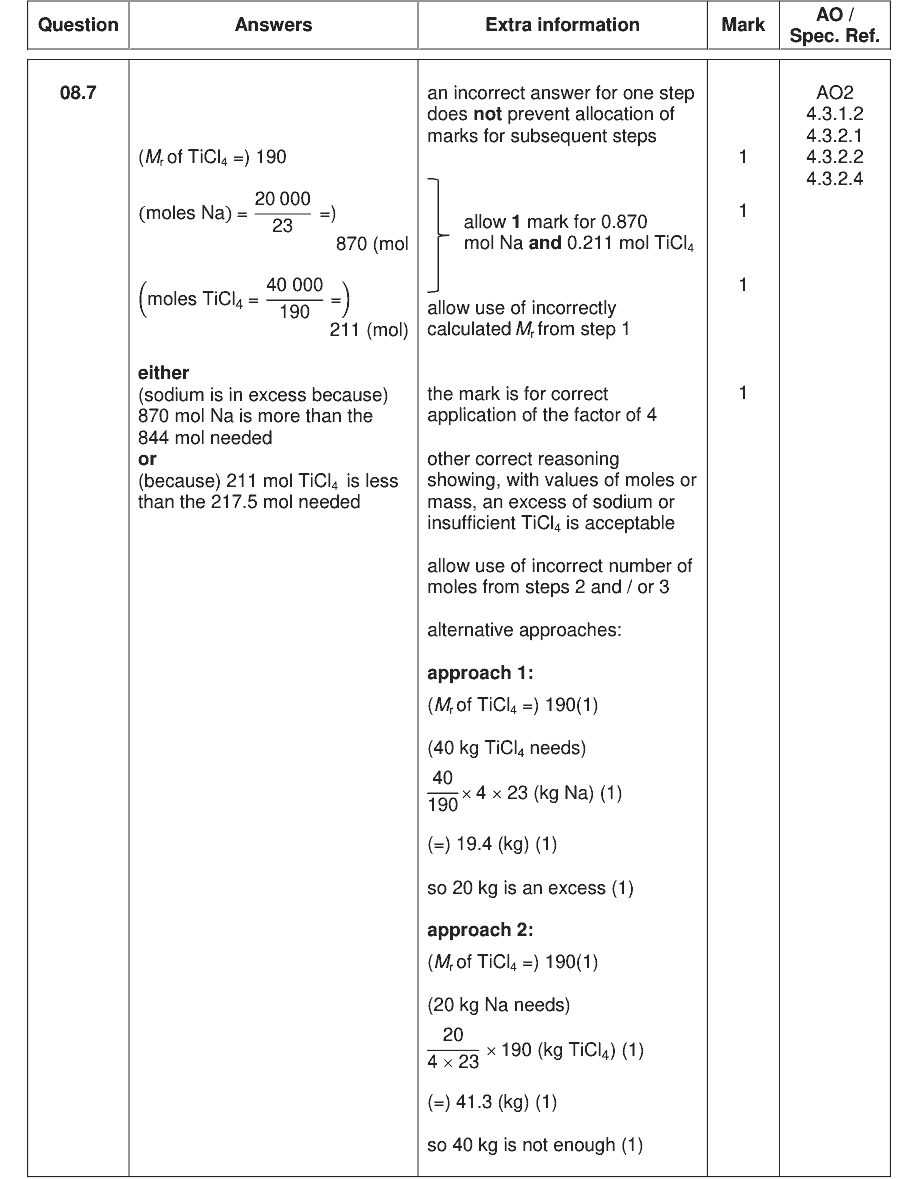 Question Answers Extra information Mark AO /
Spec. Ref.
08.7
(Mr of TiCl4 =) 190
(moles Na) = 20 000 / 23 =)
870 (mol
(moles TiCl4 = 40 000 / 190 =)
211 (mol)
either
(sodium is in excess because)
870 mol Na is more than the
844 mol needed
or
(because) 211 mol TiCl4 is less
than the 217.5 mol needed
an incorrect answer for one step
does not prevent allocation of
marks for subsequent steps
allow 1 mark for 0.870
mol Na and 0.211 mol TiCl4
allow use of incorrectly
calculated Mr from step 1
the mark is for correct
application of the factor of 4
other correct reasoning
showing, with values of moles or
mass, an excess of sodium or
insufficient TiCl4 is acceptable
allow use of incorrect number of
moles from steps 2 and / or 3
alternative approaches:
approach 1:
(Mr of TiCl4 =) 190(1)
(40 kg TiCl4 needs)
40 / 190 × 4 × 23 (kg Na) (1)
(=) 19.4 (kg) (1)
so 20 kg is an excess (1)
approach 2:
(Mr of TiCl4 =) 190(1)
(20 kg Na needs)
20 / 4 × 23 × 190 (kg TiCl4) (1)
(=) 41.3 (kg) (1)
so 40 kg is not enough (1)
1
1
1
1
AO2
4.3.1.2
4.3.2.1
4.3.2.2
4.3.2.4